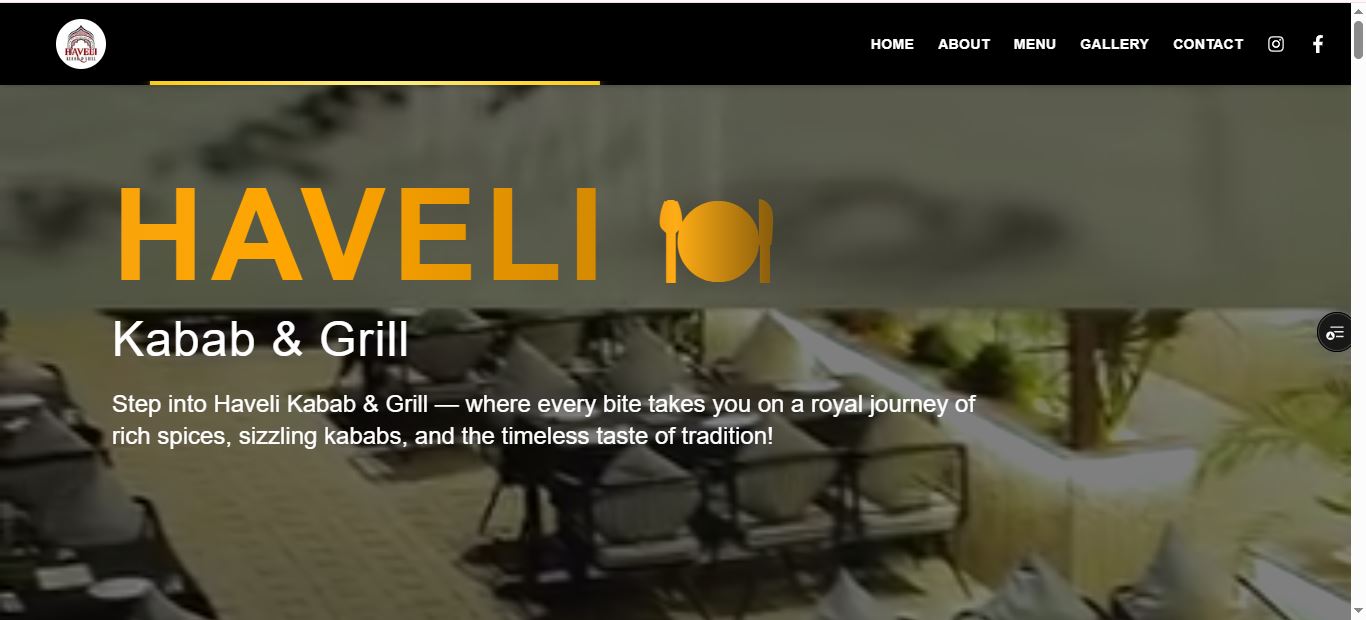 HAVELI
KABAB & GRILL
HOME ABOUT MENU GALLERY CONTACT
HAVELI
Kabab & Grill
Step into Haveli Kabab & Grill — where every bite takes you on a royal journey of
rich spices, sizzling kababs, and the timeless taste of tradition!